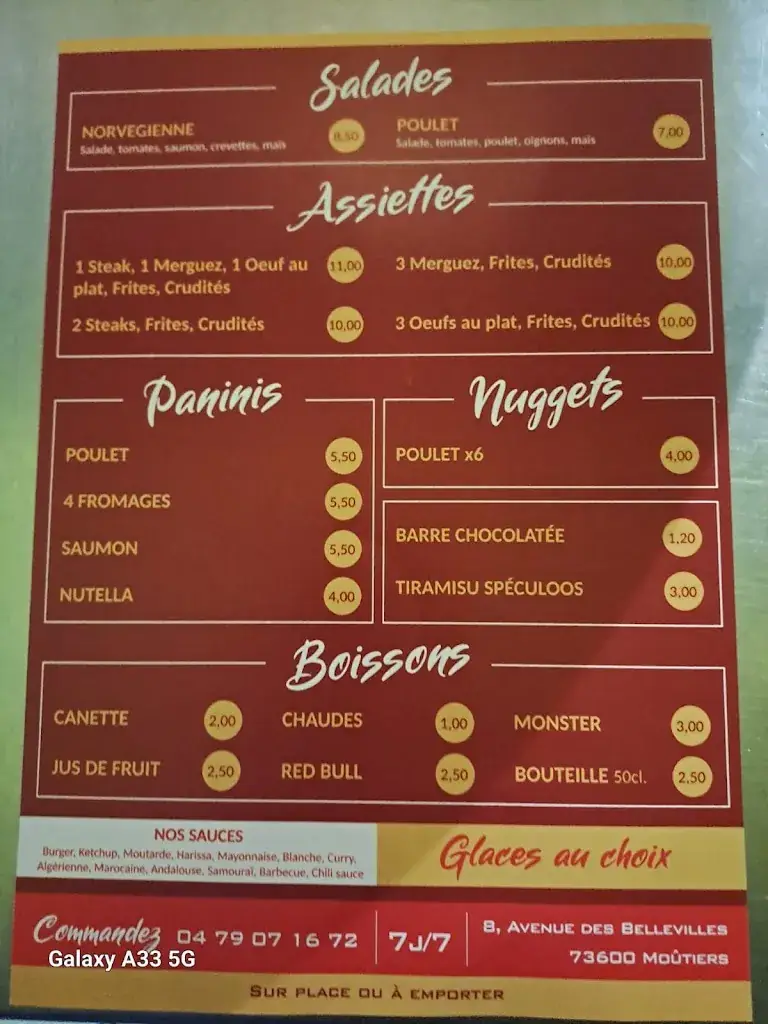 Salades
NORVEGIENNE 8,50
Salade, tomates, saumon, crevettes, maïs
POULET 7,00
Salade, tomates, poulet, oignons, maïs
Assiettes
1 Steak, 1 Merguez, 1 Oeuf au
plat, Frites, Crudités 11,00
3 Merguez, Frites, Crudités 10,00
2 Steaks, Frites, Crudités 10,00
3 Oeufs au plat, Frites, Crudités 10,00
Paninis
POULET 5,50
4 FROMAGES 5,50
SAUMON 5,50
NUTELLA 4,00
Nuggets
POULET x6 4,00
BARRE CHOCOLATÉE 1,20
TIRAMISU SPÉCULOOS 3,00
Boissons
CANETTE 2,00 CHAUDES 1,00 MONSTER 3,00
JUS DE FRUIT 2,50 RED BULL 2,50 BOUTEILLE 50cl. 2,50
NOS SAUCES
Burger, Ketchup, Moutarde, Harissa, Mayonnaise, Blanche, Curry,
Algérienne, Marocaine, Andalouse, Samouraï, Barbecue, Chili sauce
Glaces au choix
Commandez 04 79 07 16 72
7J/7
8, AVENUE DES BELLEVILLES
73600 MOÛTIERS
Galaxy A33 5G
SUR PLACE OU À EMPORTER